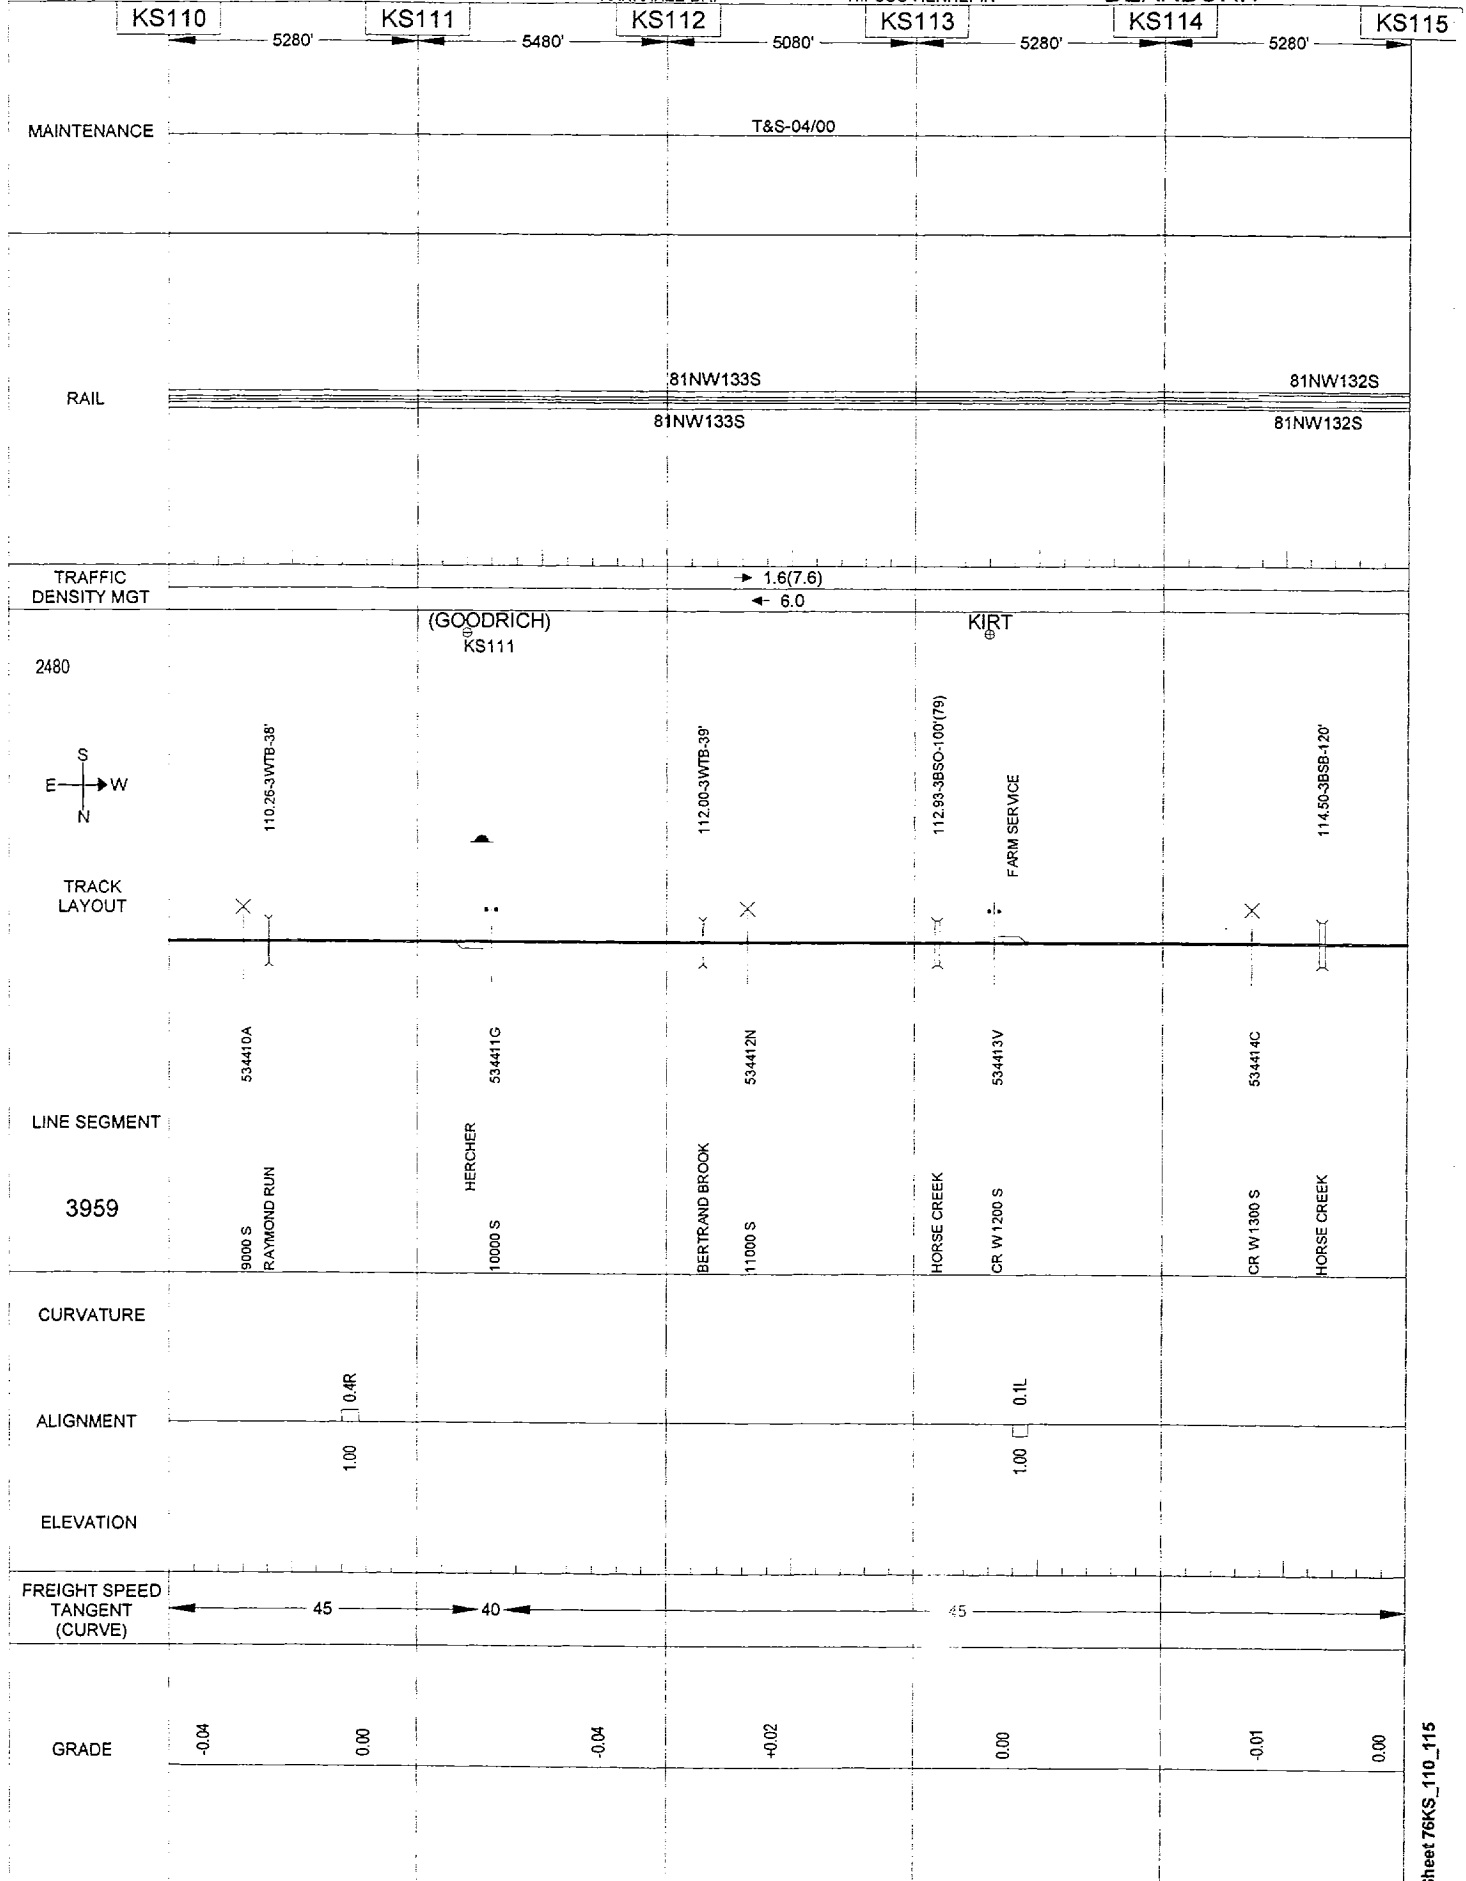 KS110 KS111 KS112 KS113 KS114 KS115
5280' 5480' 5080' 5280' 5280'
MAINTENANCE T&S-04/00
RAIL
81NW133S 81NW132S
81NW133S 81NW132S
TRAFFIC
DENSITY MGT
1.6(7.6)
6.0
(GOODRICH) KIRT
KS111
2480
S
E W
N
110.26-3WTB-38'
112.00-3WTB-39'
112.93-3BSO-100'(79)
FARM SERVICE
114.50-3BSB-120'
TRACK
LAYOUT
534410A
534411G
534412N
534413V
534414C
LINE SEGMENT
3959
9000 S
RAYMOND RUN
HERCHER
10000 S
BERTRAND BROOK
11000 S
HORSE CREEK
CR W 1200 S
CR W 1300 S
HORSE CREEK
CURVATURE
0.4R 0.1L
ALIGNMENT
1.00 1.00
ELEVATION
FREIGHT SPEED
TANGENT
(CURVE)
45 40 45
GRADE
-0.04 0.00 -0.04 +0.02 0.00 -0.01 0.00
Sheet 76KS_110_115